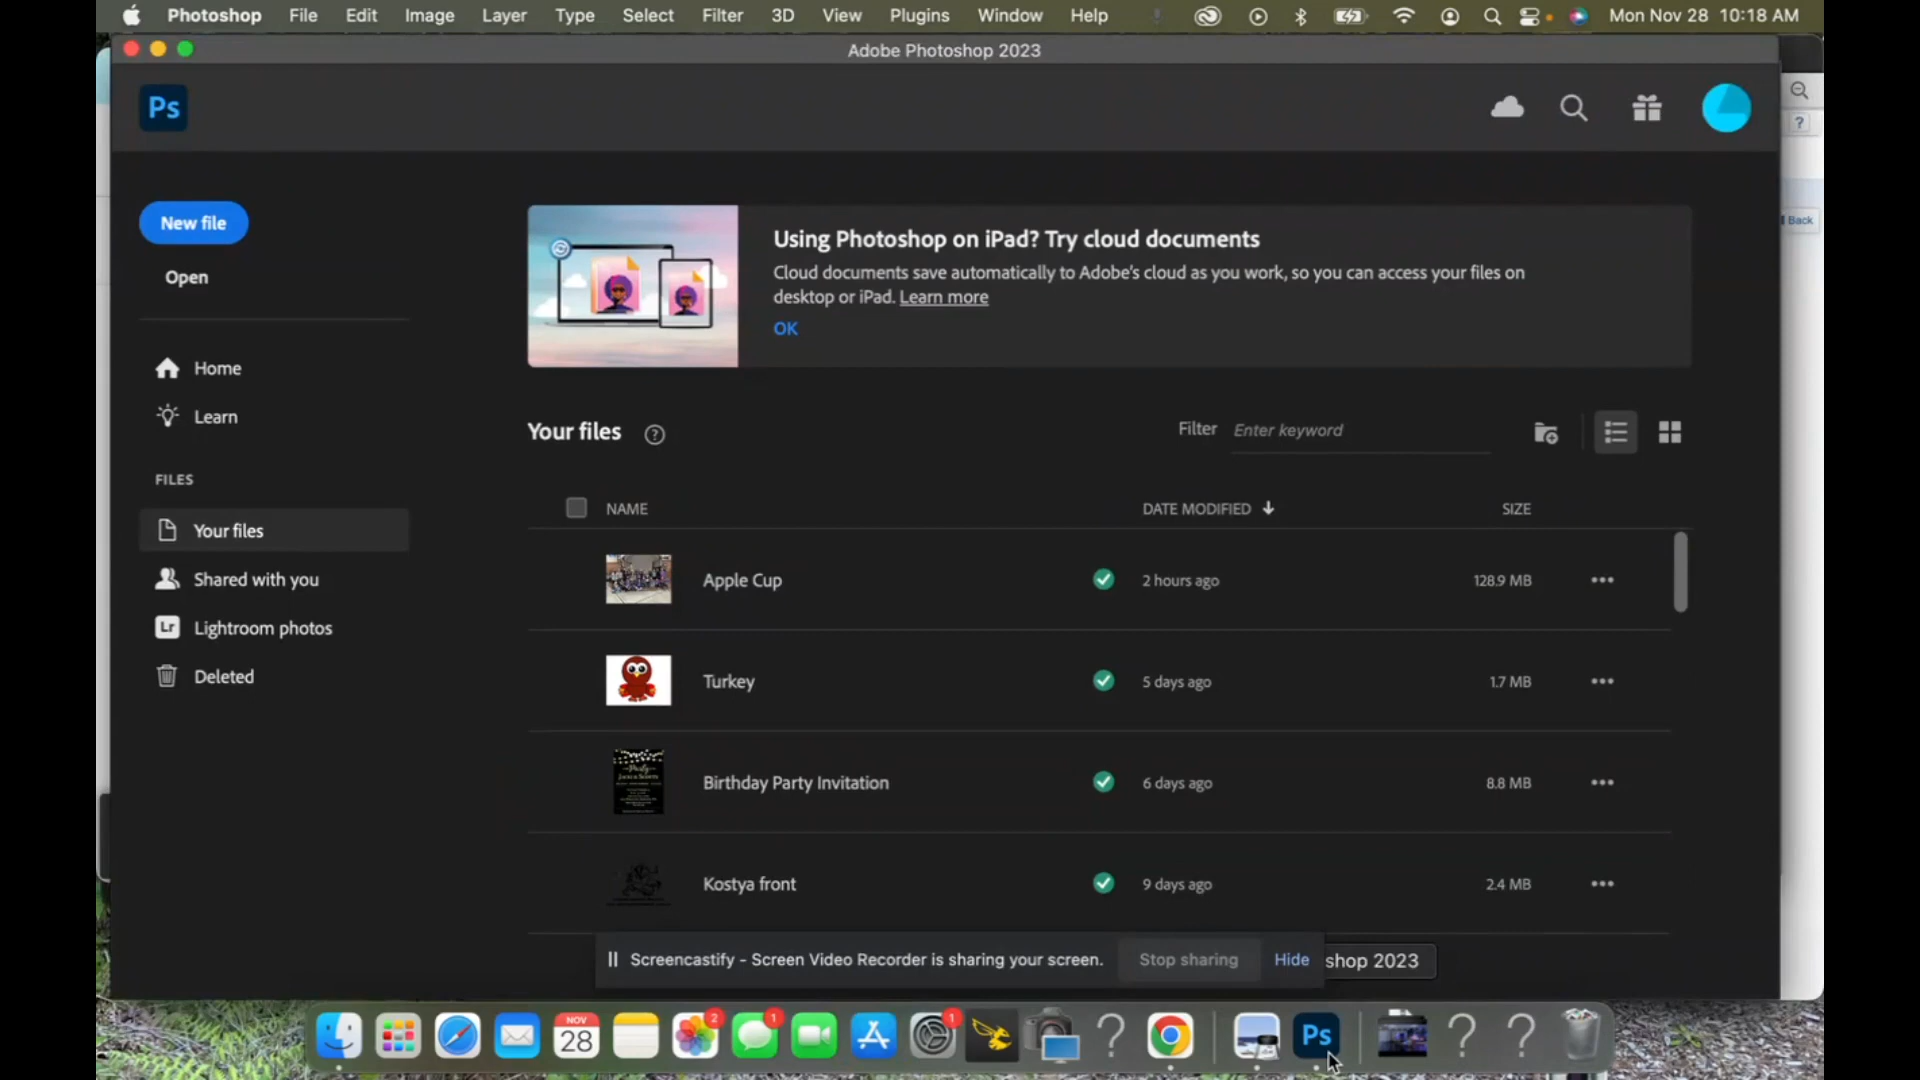 Photoshop File Edit Image Layer Type Select Filter 3D View Plugins Window Help Mon Nov 28 10:18 AM
Adobe Photoshop 2023
Ps
?
Back
New file
Open
Home
Learn
FILES
Your files
Shared with you
Lr Lightroom photos
Deleted
Using Photoshop on iPad? Try cloud documents
Cloud documents save automatically to Adobe's cloud as you work, so you can access your files on
desktop or iPad. Learn more
OK
Your files ? Filter Enter keyword
NAME DATE MODIFIED SIZE
Apple Cup 2 hours ago 128.9 MB
Turkey 5 days ago 1.7 MB
Birthday Party Invitation 6 days ago 8.8 MB
Kostya front 9 days ago 2.4 MB
Screencastify - Screen Video Recorder is sharing your screen. Stop sharing Hide shop 2023
NOV
28
2
1
1
?
Ps
?
?